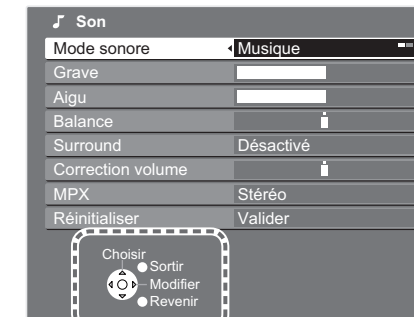 Son
Mode sonore Musique
Grave
Aigu
Balance
Surround Désactivé
Correction volume
MPX Stéréo
Réinitialiser Valider
Choisir
Sortir
Modifier
Revenir